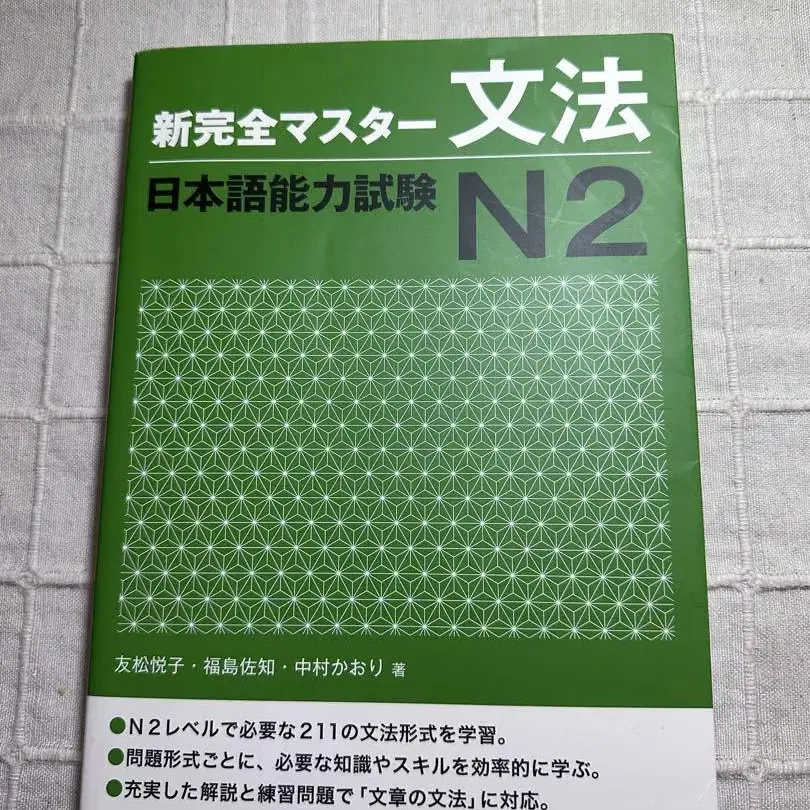 新完全マスター 文法
日本語能力試験 N2
友松悦子・福島佐知・中村かおり 著
●N2レベルで必要な211の文法形式を学習。
●問題形式ごとに、必要な知識やスキルを効率的に学ぶ。
●充実した解説と練習問題で「文章の文法」に対応。